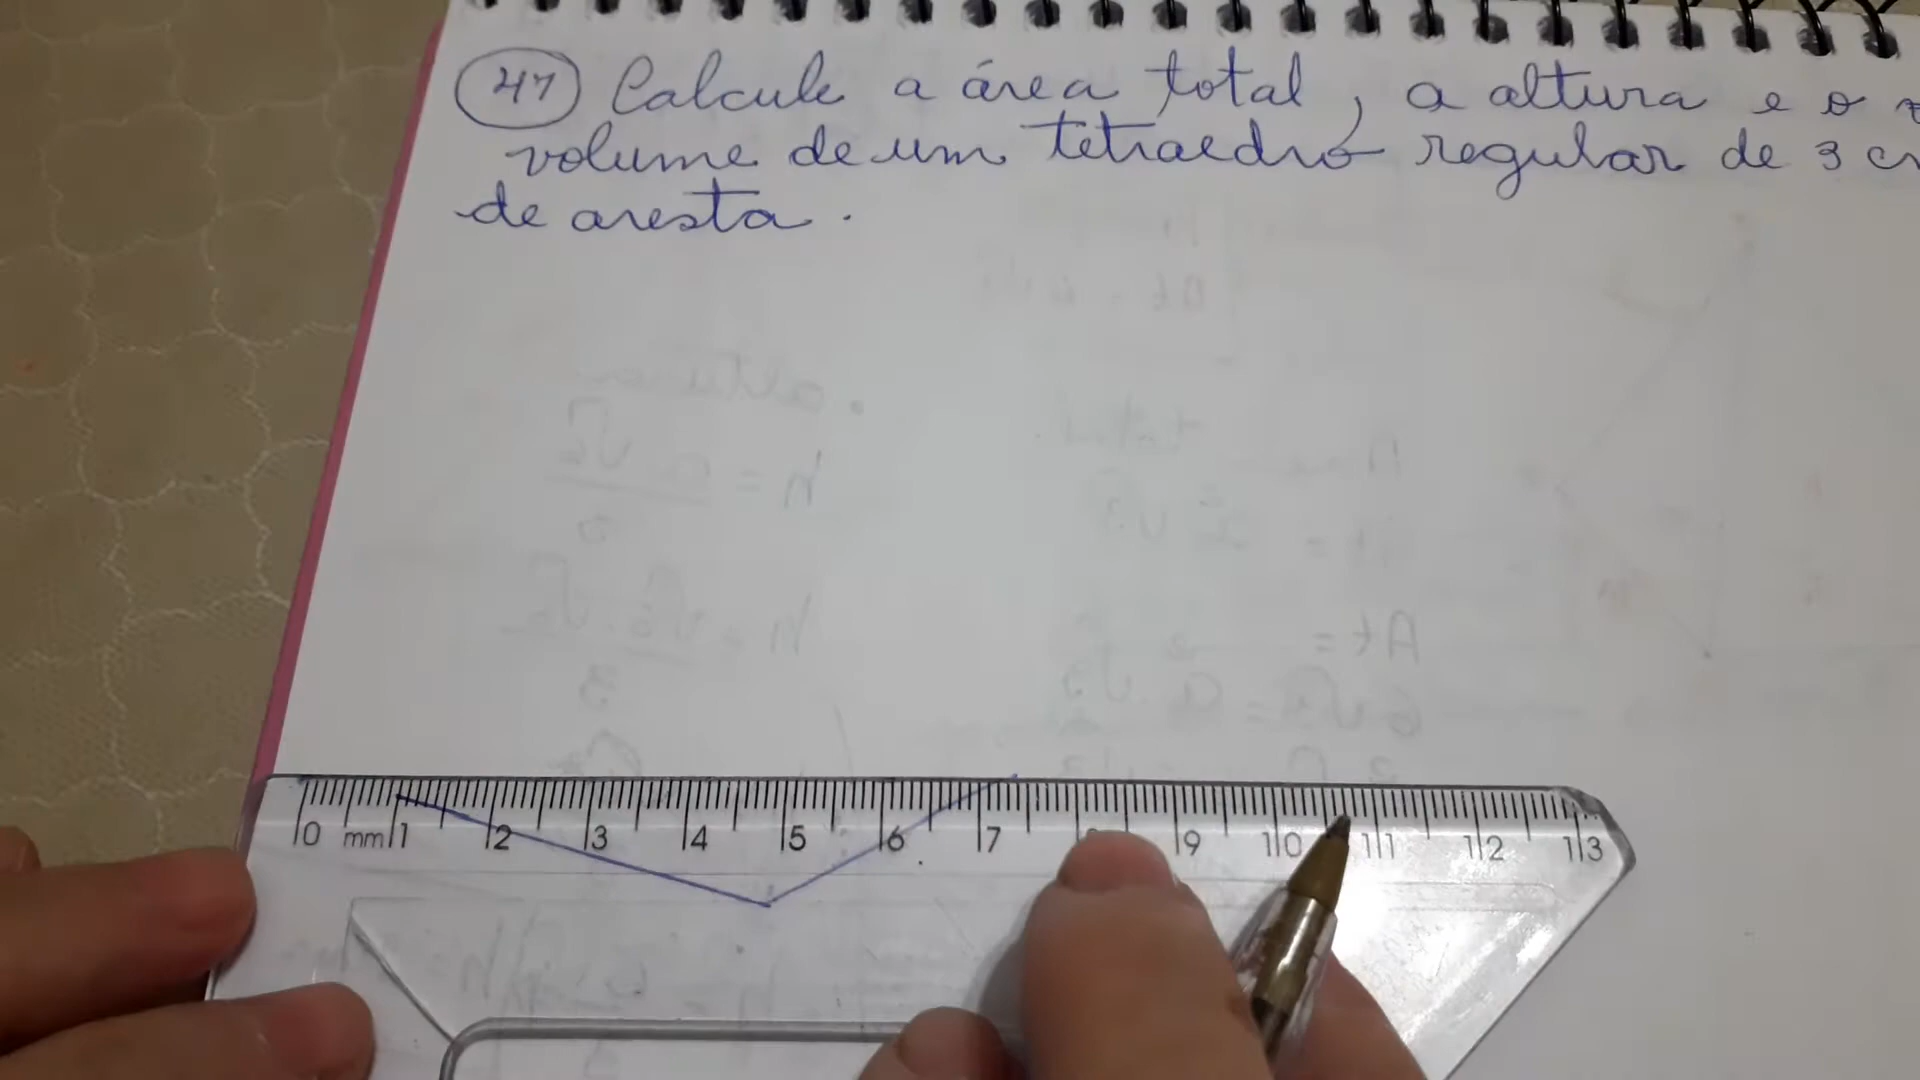 47 Calcule a área total, a altura e o
volume de um tetraedro regular de 3
de aresta.
0 mm 1 2 3 4 5 6 7 9 10 11 12 13